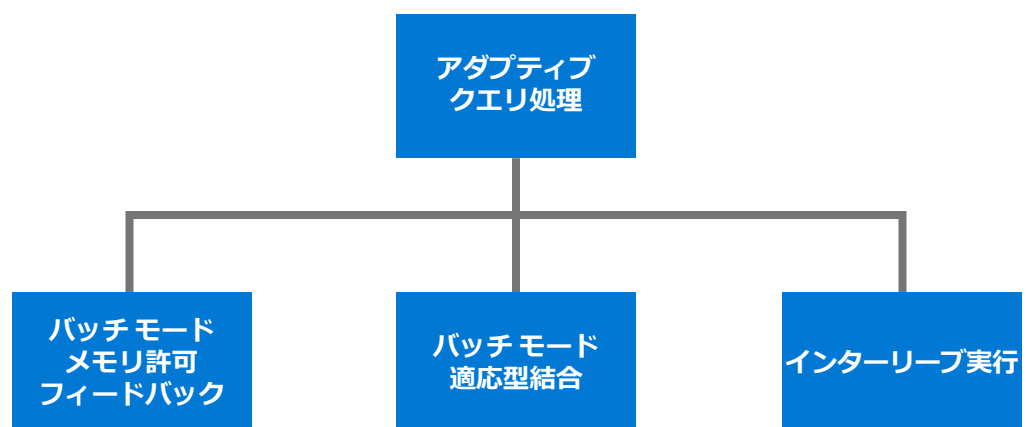 アダプティブ
クエリ処理
バッチ モード
メモリ許可
フィードバック
バッチ モード
適応型結合
インターリーブ実行